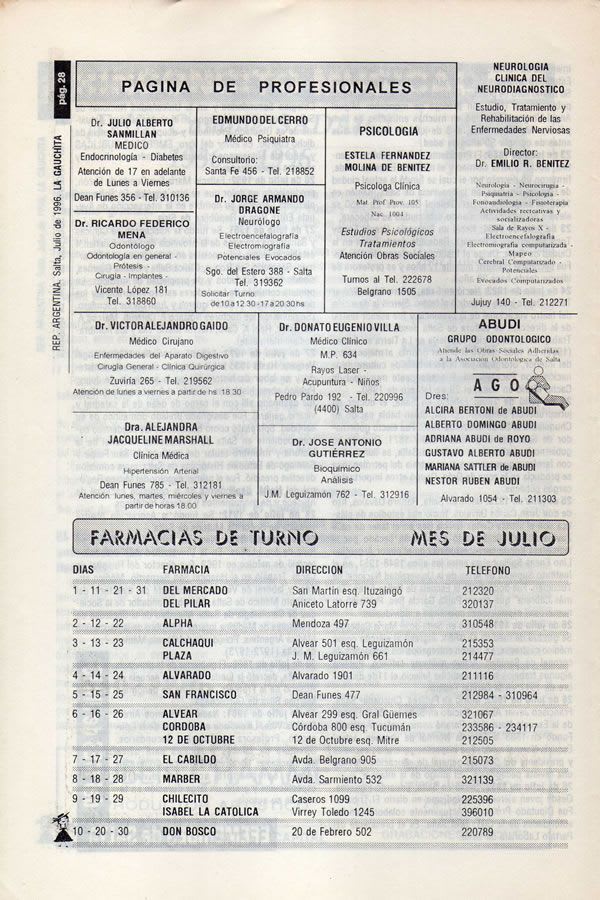 pág. 28
REP. ARGENTINA. Salta, Julio de 1996. LA GAUCHITA
PAGINA DE PROFESIONALES
Dr. JULIO ALBERTO
SANMILLAN
MEDICO
Endocrinología - Diabetes
Atención de 17 en adelante
de Lunes a Viernes
Dean Funes 356 - Tel. 310136
EDMUNDO DEL CERRO
Médico Psiquiatra
Consultorio:
Santa Fe 456 - Tel. 218852
PSICOLOGIA
ESTELA FERNANDEZ
MOLINA DE BENITEZ
Psicologa Clínica
Mat Prof Prov. 105
Nac. 1004
Estudios Psicológicos
Tratamientos
Atención Obras Sociales
Turnos al Tel. 222678
Belgrano 1505
NEUROLOGIA
CLINICA DEL
NEURODIAGNOSTICO
Estudio, Tratamiento y
Rehabilitación de las
Enfermedades Nerviosas
Director:
Dr. EMILIO R. BENITEZ
Neurología - Neurocirugia -
Psiquiatria - Psicologia -
Fonoaudiologia - Fisioterapia
Actividades recreativas y
socializadoras
Sala de Rayos X -
Electroencefalografia
Electromiografia computarizada -
Mapeo
Cerebral Computarizado -
Potenciales
Evocados Computarizados
Jujuy 140 - Tel. 212271
Dr. RICARDO FEDERICO
MENA
Odontólogo
Odontología en general -
Prótesis -
Cirugía - Implantes -
Vicente López 181
Tel. 318860
Dr. JORGE ARMANDO
DRAGONE
Neurólogo
Electroencefalografía
Electromiografía
Potenciales Evocados
Sgo. del Estero 388 - Salta
Tel. 319362
Solicitar Turno
de 10 a 12 30 - 17 a 20 30 hs
Dr. VICTOR ALEJANDRO GAIDO
Médico Cirujano
Enfermedades del Aparato Digestivo
Cirugía General - Clínica Quirúrgica
Zuviría 265 - Tel. 219562
Atención de lunes a viernes a partir de hs 18 30
Dr. DONATO EUGENIO VILLA
Médico Clínico
M.P. 634
Rayos Laser -
Acupuntura - Niños
Pedro Pardo 192 - Tel. 220996
(4400) Salta
ABUDI
GRUPO ODONTOLOGICO
Atiende las Obras Sociales Adheridas
a la Asociación Odontológica de Salta
A G O
Dres:
ALCIRA BERTONI de ABUDI
ALBERTO DOMINGO ABUDI
ADRIANA ABUDI de ROYO
GUSTAVO ALBERTO ABUDI
MARIANA SATTLER de ABUDI
NESTOR RUBEN ABUDI
Alvarado 1054 - Tel. 211303
Dra. ALEJANDRA
JACQUELINE MARSHALL
Clínica Médica
Hipertensión Arterial
Dean Funes 785 - Tel. 312181
Atención lunes, martes, miércoles y viernes a
partir de horas 18.00
Dr. JOSE ANTONIO
GUTIÉRREZ
Bioquimico
Análisis
J.M. Leguizamón 762 - Tel. 312916
FARMACIAS DE TURNO MES DE JULIO
DIAS FARMACIA DIRECCION TELEFONO
1 - 11 - 21 - 31 DEL MERCADO San Martin esq. Ituzaingó 212320
DEL PILAR Aniceto Latorre 739 320137
2 - 12 - 22 ALPHA Mendoza 497 310548
3 - 13 - 23 CALCHAQUI Alvear 501 esq. Leguizamón 215353
PLAZA J. M. Leguizamón 661 214477
4 - 14 - 24 ALVARADO Alvarado 1901 211116
5 - 15 - 25 SAN FRANCISCO Dean Funes 477 212984 - 310964
6 - 16 - 26 ALVEAR Alvear 299 esq. Gral Güemes 321067
CORDOBA Córdoba 800 esq. Tucumán 233586 - 234117
12 DE OCTUBRE 12 de Octubre esq. Mitre 212505
7 - 17 - 27 EL CABILDO Avda. Belgrano 905 215073
8 - 18 - 28 MARBER Avda. Sarmiento 532 321139
9 - 19 - 29 CHILECITO Caseros 1099 225396
ISABEL LA CATOLICA Virrey Toledo 1245 396010
10 - 20 - 30 DON BOSCO 20 de Febrero 502 220789